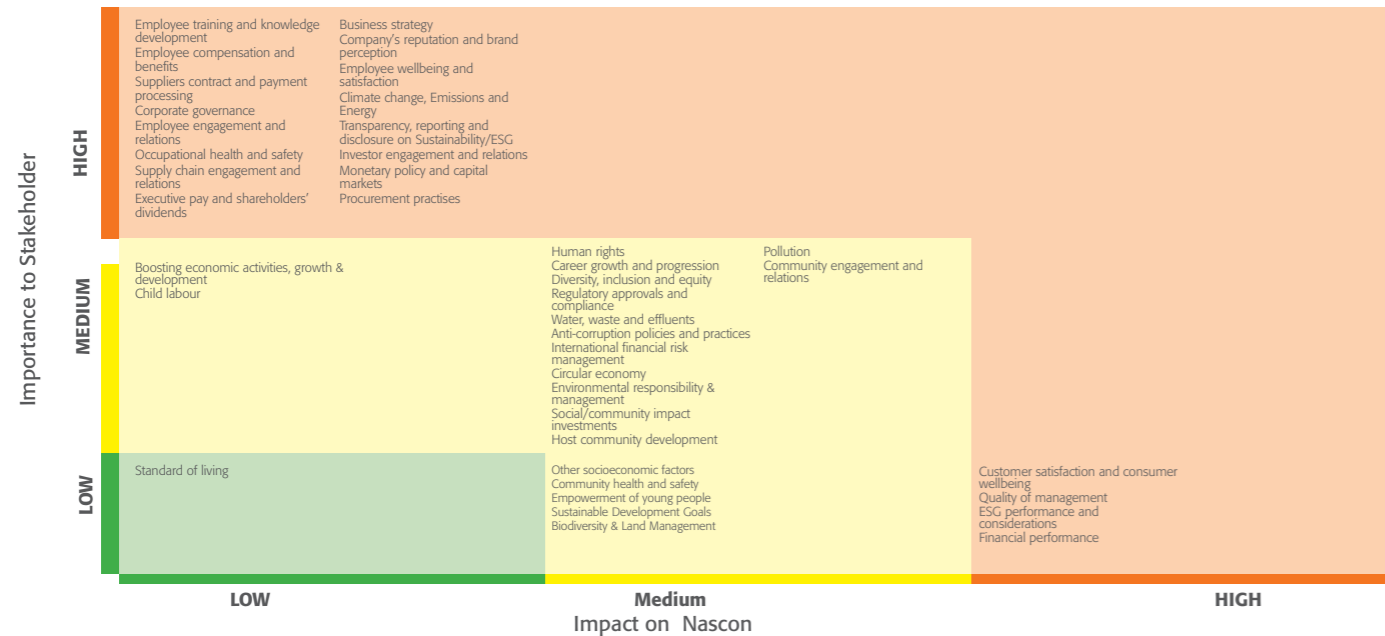 Importance to Stakeholder
HIGH
Employee training and knowledge
development
Employee compensation and
benefits
Suppliers contract and payment
processing
Corporate governance
Employee engagement and
relations
Occupational health and safety
Supply chain engagement and
relations
Executive pay and shareholders'
dividends
Business strategy
Company's reputation and brand
perception
Employee wellbeing and
satisfaction
Climate change, Emissions and
Energy
Transparency, reporting and
disclosure on Sustainability/ESG
Investor engagement and relations
Monetary policy and capital
markets
Procurement practises
MEDIUM
Boosting economic activities, growth &
development
Child labour
Human rights
Career growth and progression
Diversity, inclusion and equity
Regulatory approvals and
compliance
Water, waste and effluents
Anti-corruption policies and practices
International financial risk
management
Circular economy
Environmental responsibility &
management
Social/community impact
investments
Host community development
Pollution
Community engagement and
relations
LOW
Standard of living
Other socioeconomic factors
Community health and safety
Empowerment of young people
Sustainable Development Goals
Biodiversity & Land Management
Customer satisfaction and consumer
wellbeing
Quality of management
ESG performance and
considerations
Financial performance
LOW
Medium
HIGH
Impact on Nascon